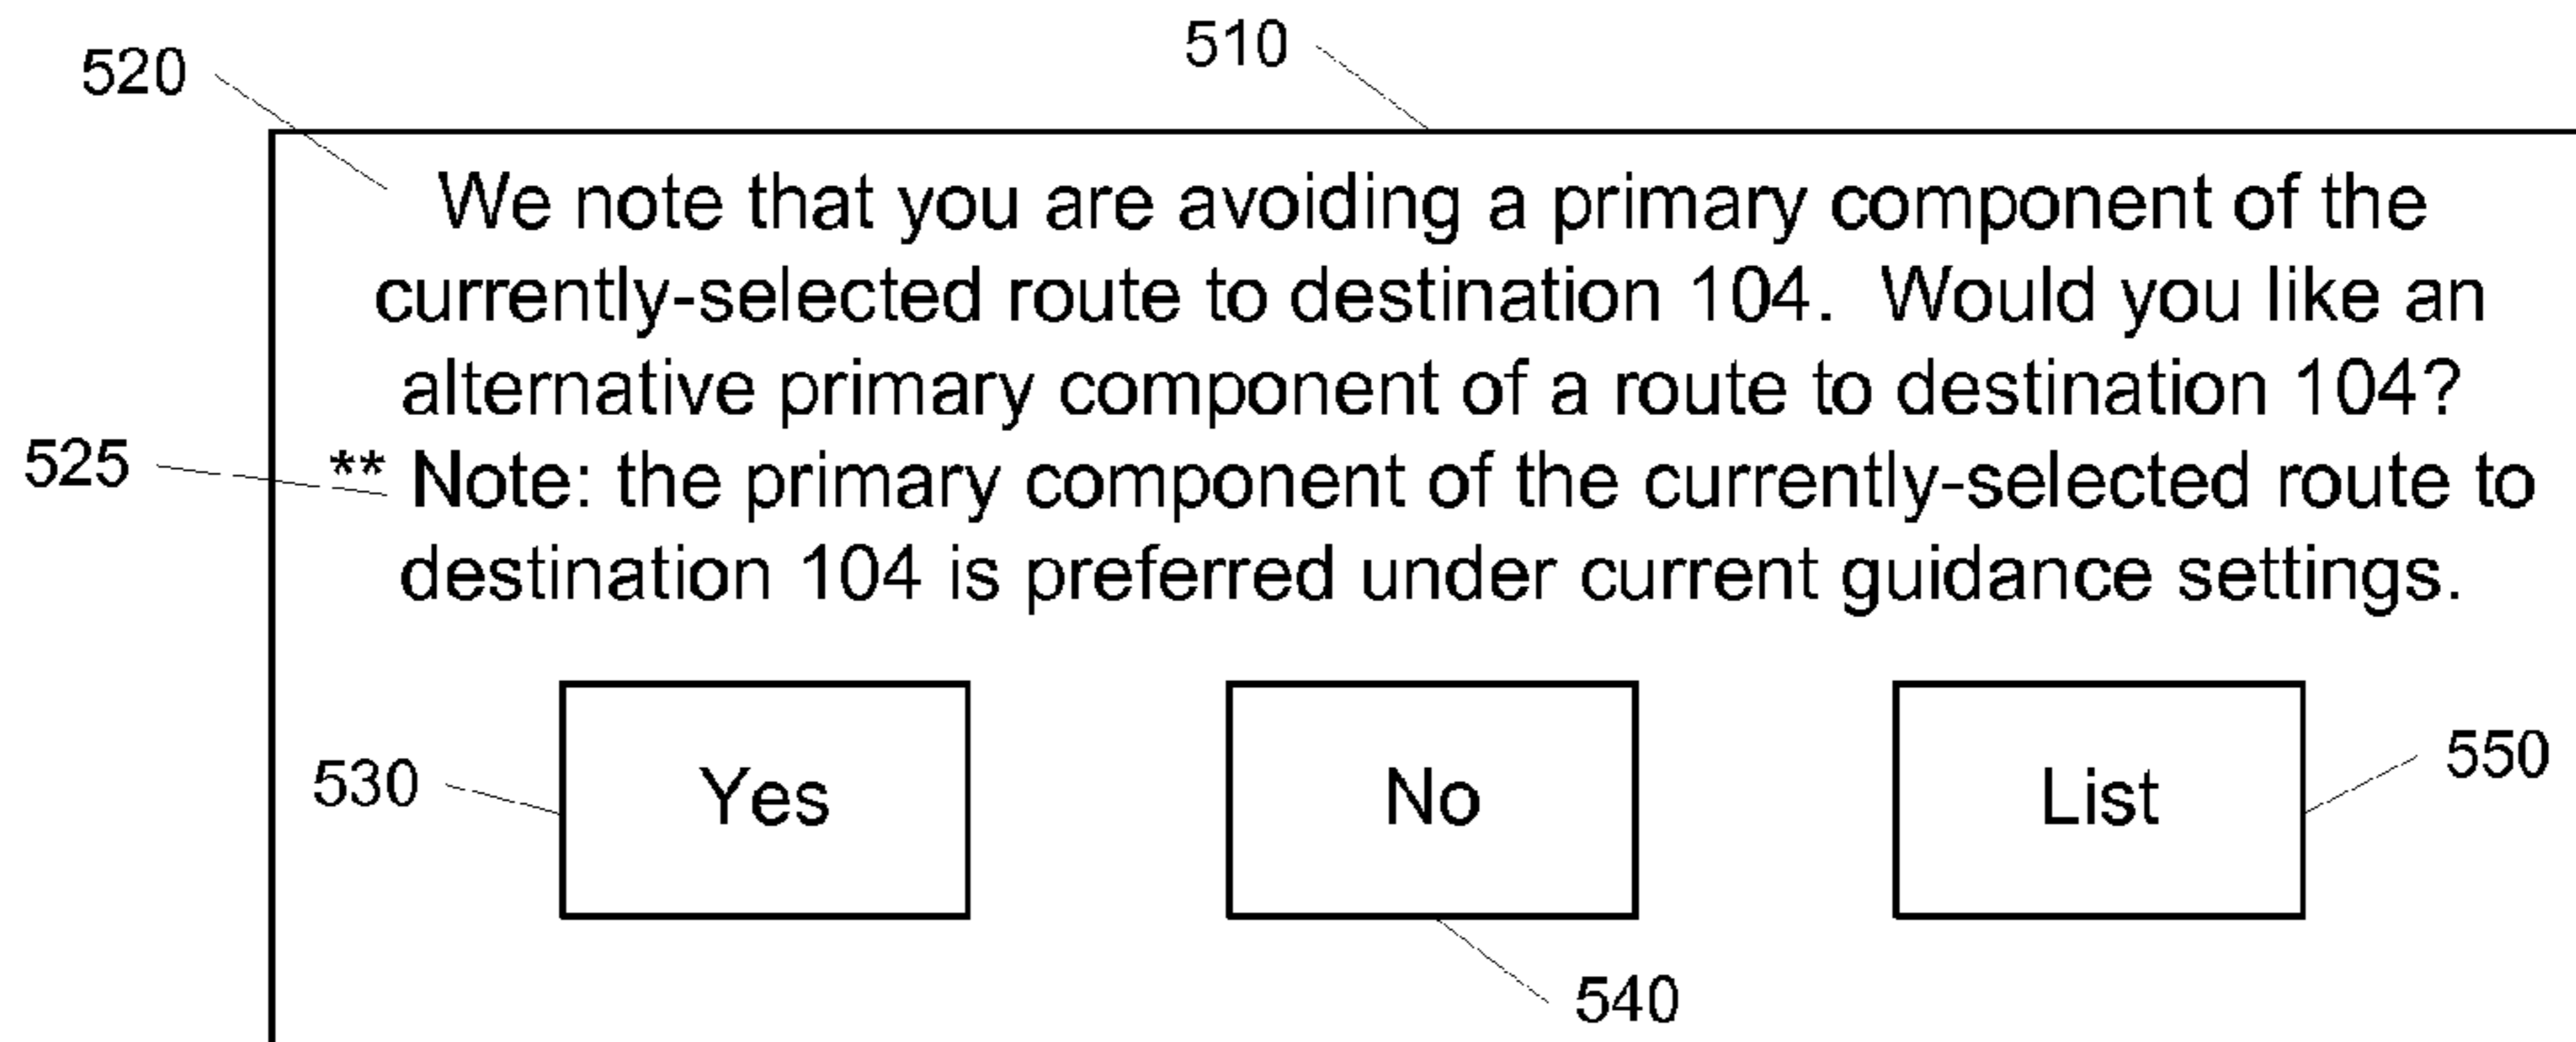 510
520
We note that you are avoiding a primary component of the
currently-selected route to destination 104. Would you like an
alternative primary component of a route to destination 104?
525
** Note: the primary component of the currently-selected route to
destination 104 is preferred under current guidance settings.
530
Yes
No
List
550
540